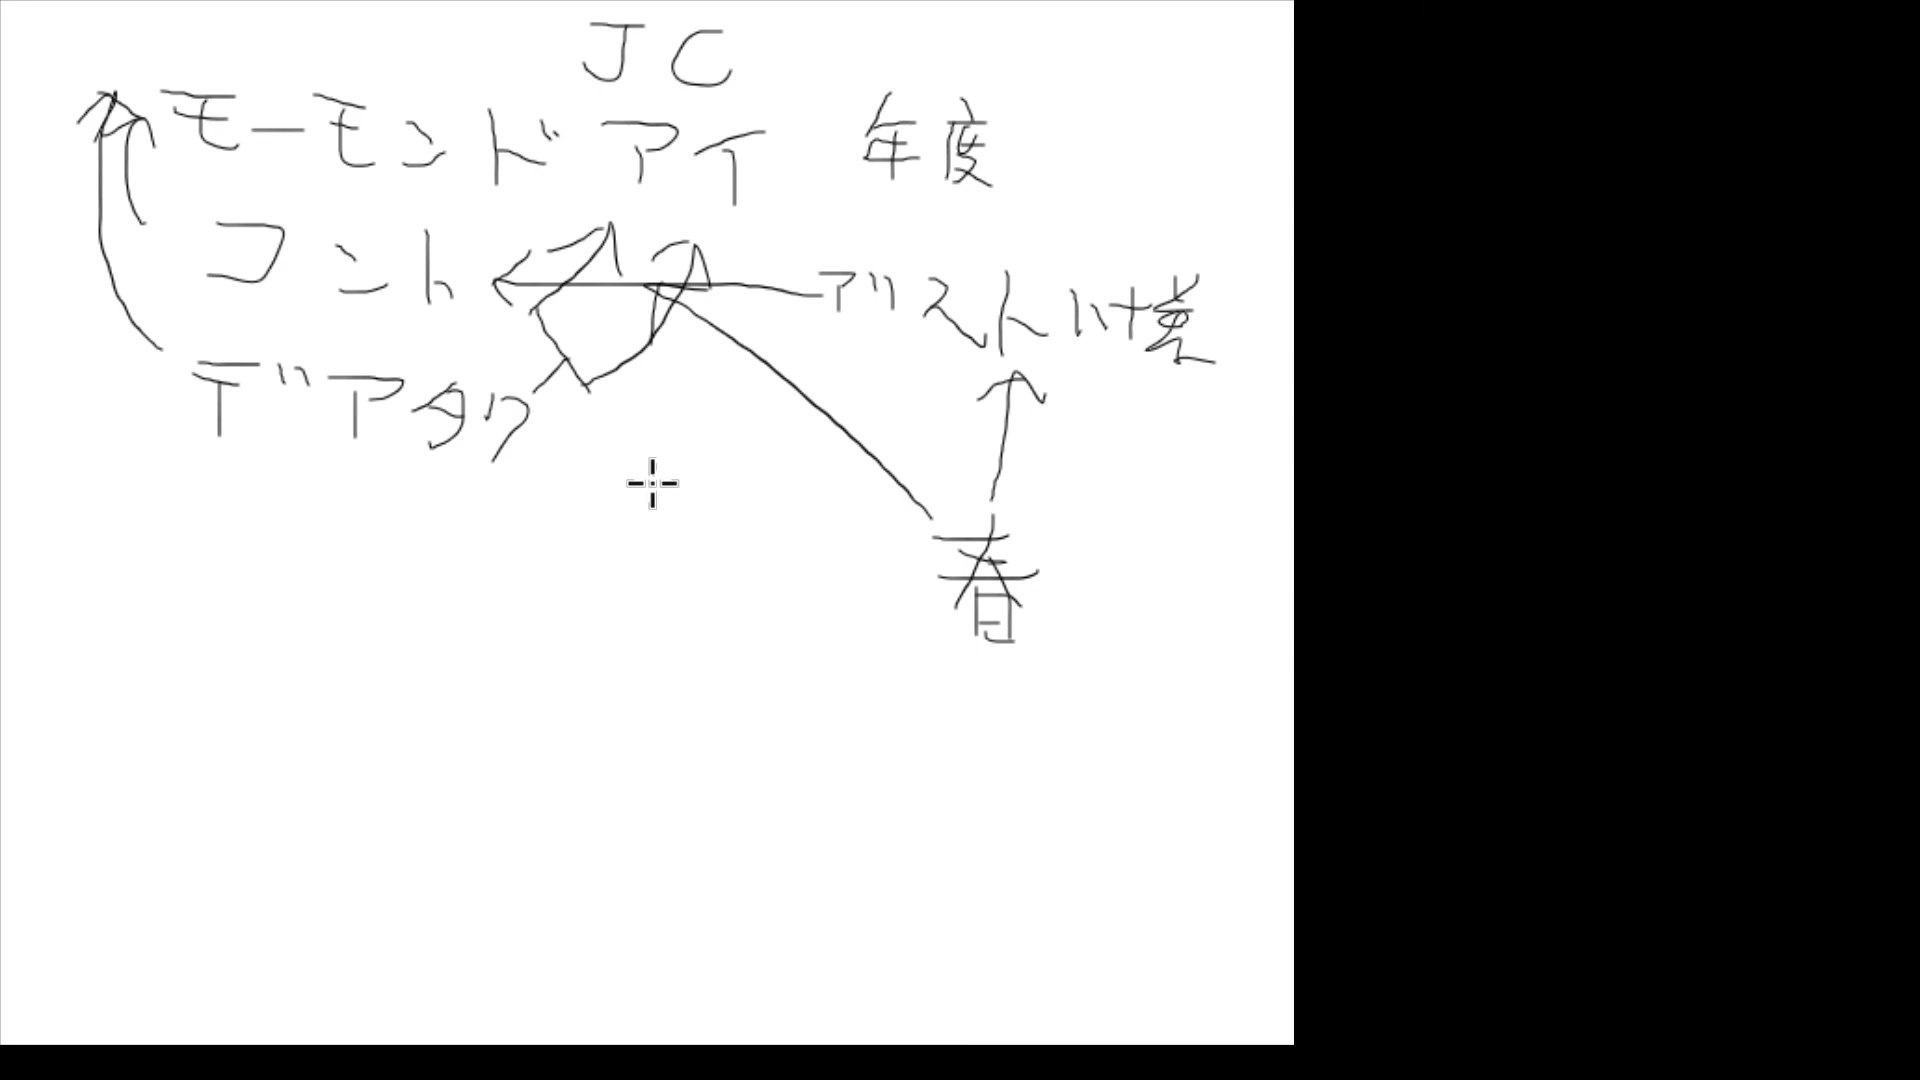 JC
モーモンドアイ 年度
コント
アリスト
デアタク
春